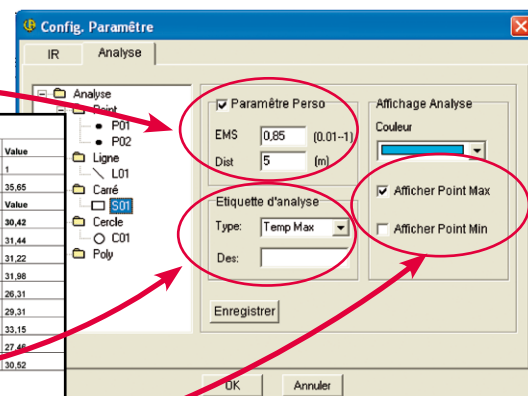 Config. Paramètre
IR
Analyse
Analyse
Point
P01
P02
Ligne
L01
Carré
S01
Cercle
C01
Poly
Paramètre Perso
EMS 0,85 (0.01--1)
Dist 5 (m)
Etiquette d'analyse
Type: Temp Max
Des:
Enregistrer
Affichage Analyse
Couleur
Afficher Point Max
Afficher Point Min
OK
Annuler
Value
1
35,65
Value
30,42
31,44
31,22
31,98
26,31
29,31
33,15
27,46
30,52